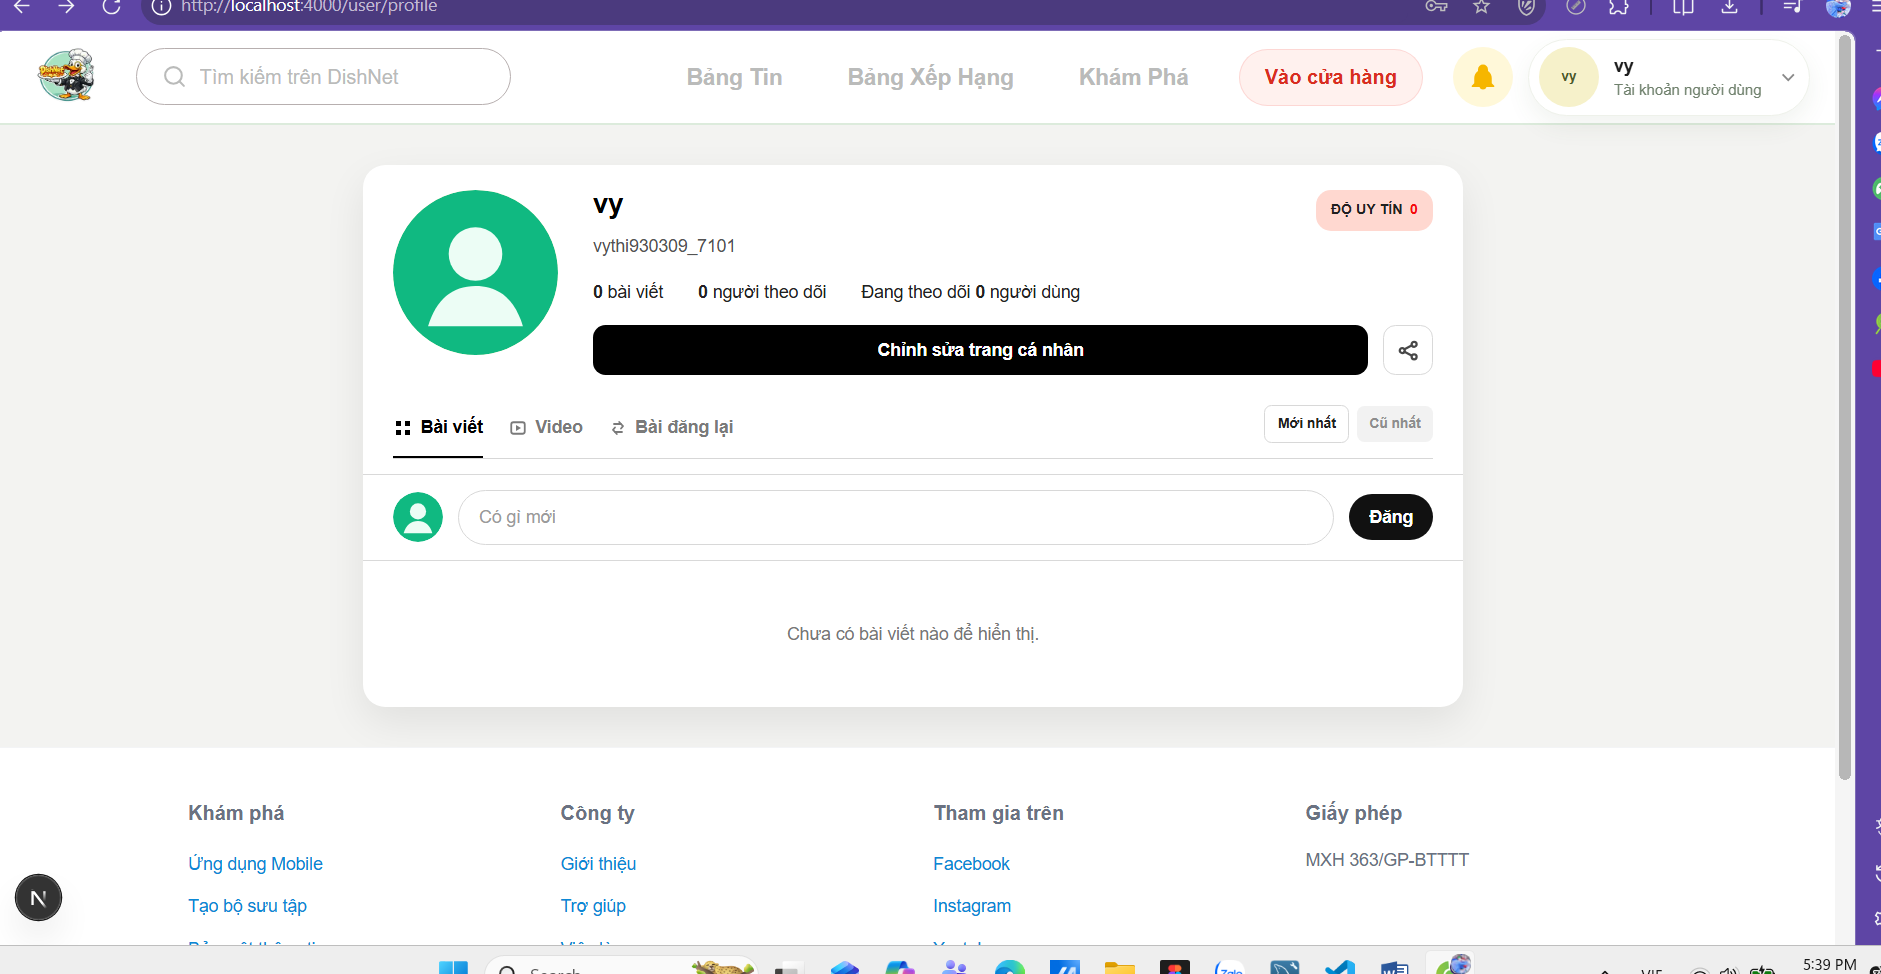 http://localhost:4000/user/profile
Tìm kiếm trên DishNet
Bảng Tin
Bảng Xếp Hạng
Khám Phá
Vào cửa hàng
vy
vy
Tài khoản người dùng
vy
ĐỘ UY TÍN 0
vythi930309_7101
0 bài viết
0 người theo dõi
Đang theo dõi 0 người dùng
Chỉnh sửa trang cá nhân
Bài viết
Video
Bài đăng lại
Mới nhất
Cũ nhất
Có gì mới
Đăng
Chưa có bài viết nào để hiển thị.
Khám phá
Công ty
Tham gia trên
Giấy phép
Ứng dụng Mobile
Giới thiệu
Facebook
MXH 363/GP-BTTTT
Tạo bộ sưu tập
Trợ giúp
Instagram
N
Search
Zalo
VIE
5:39 PM